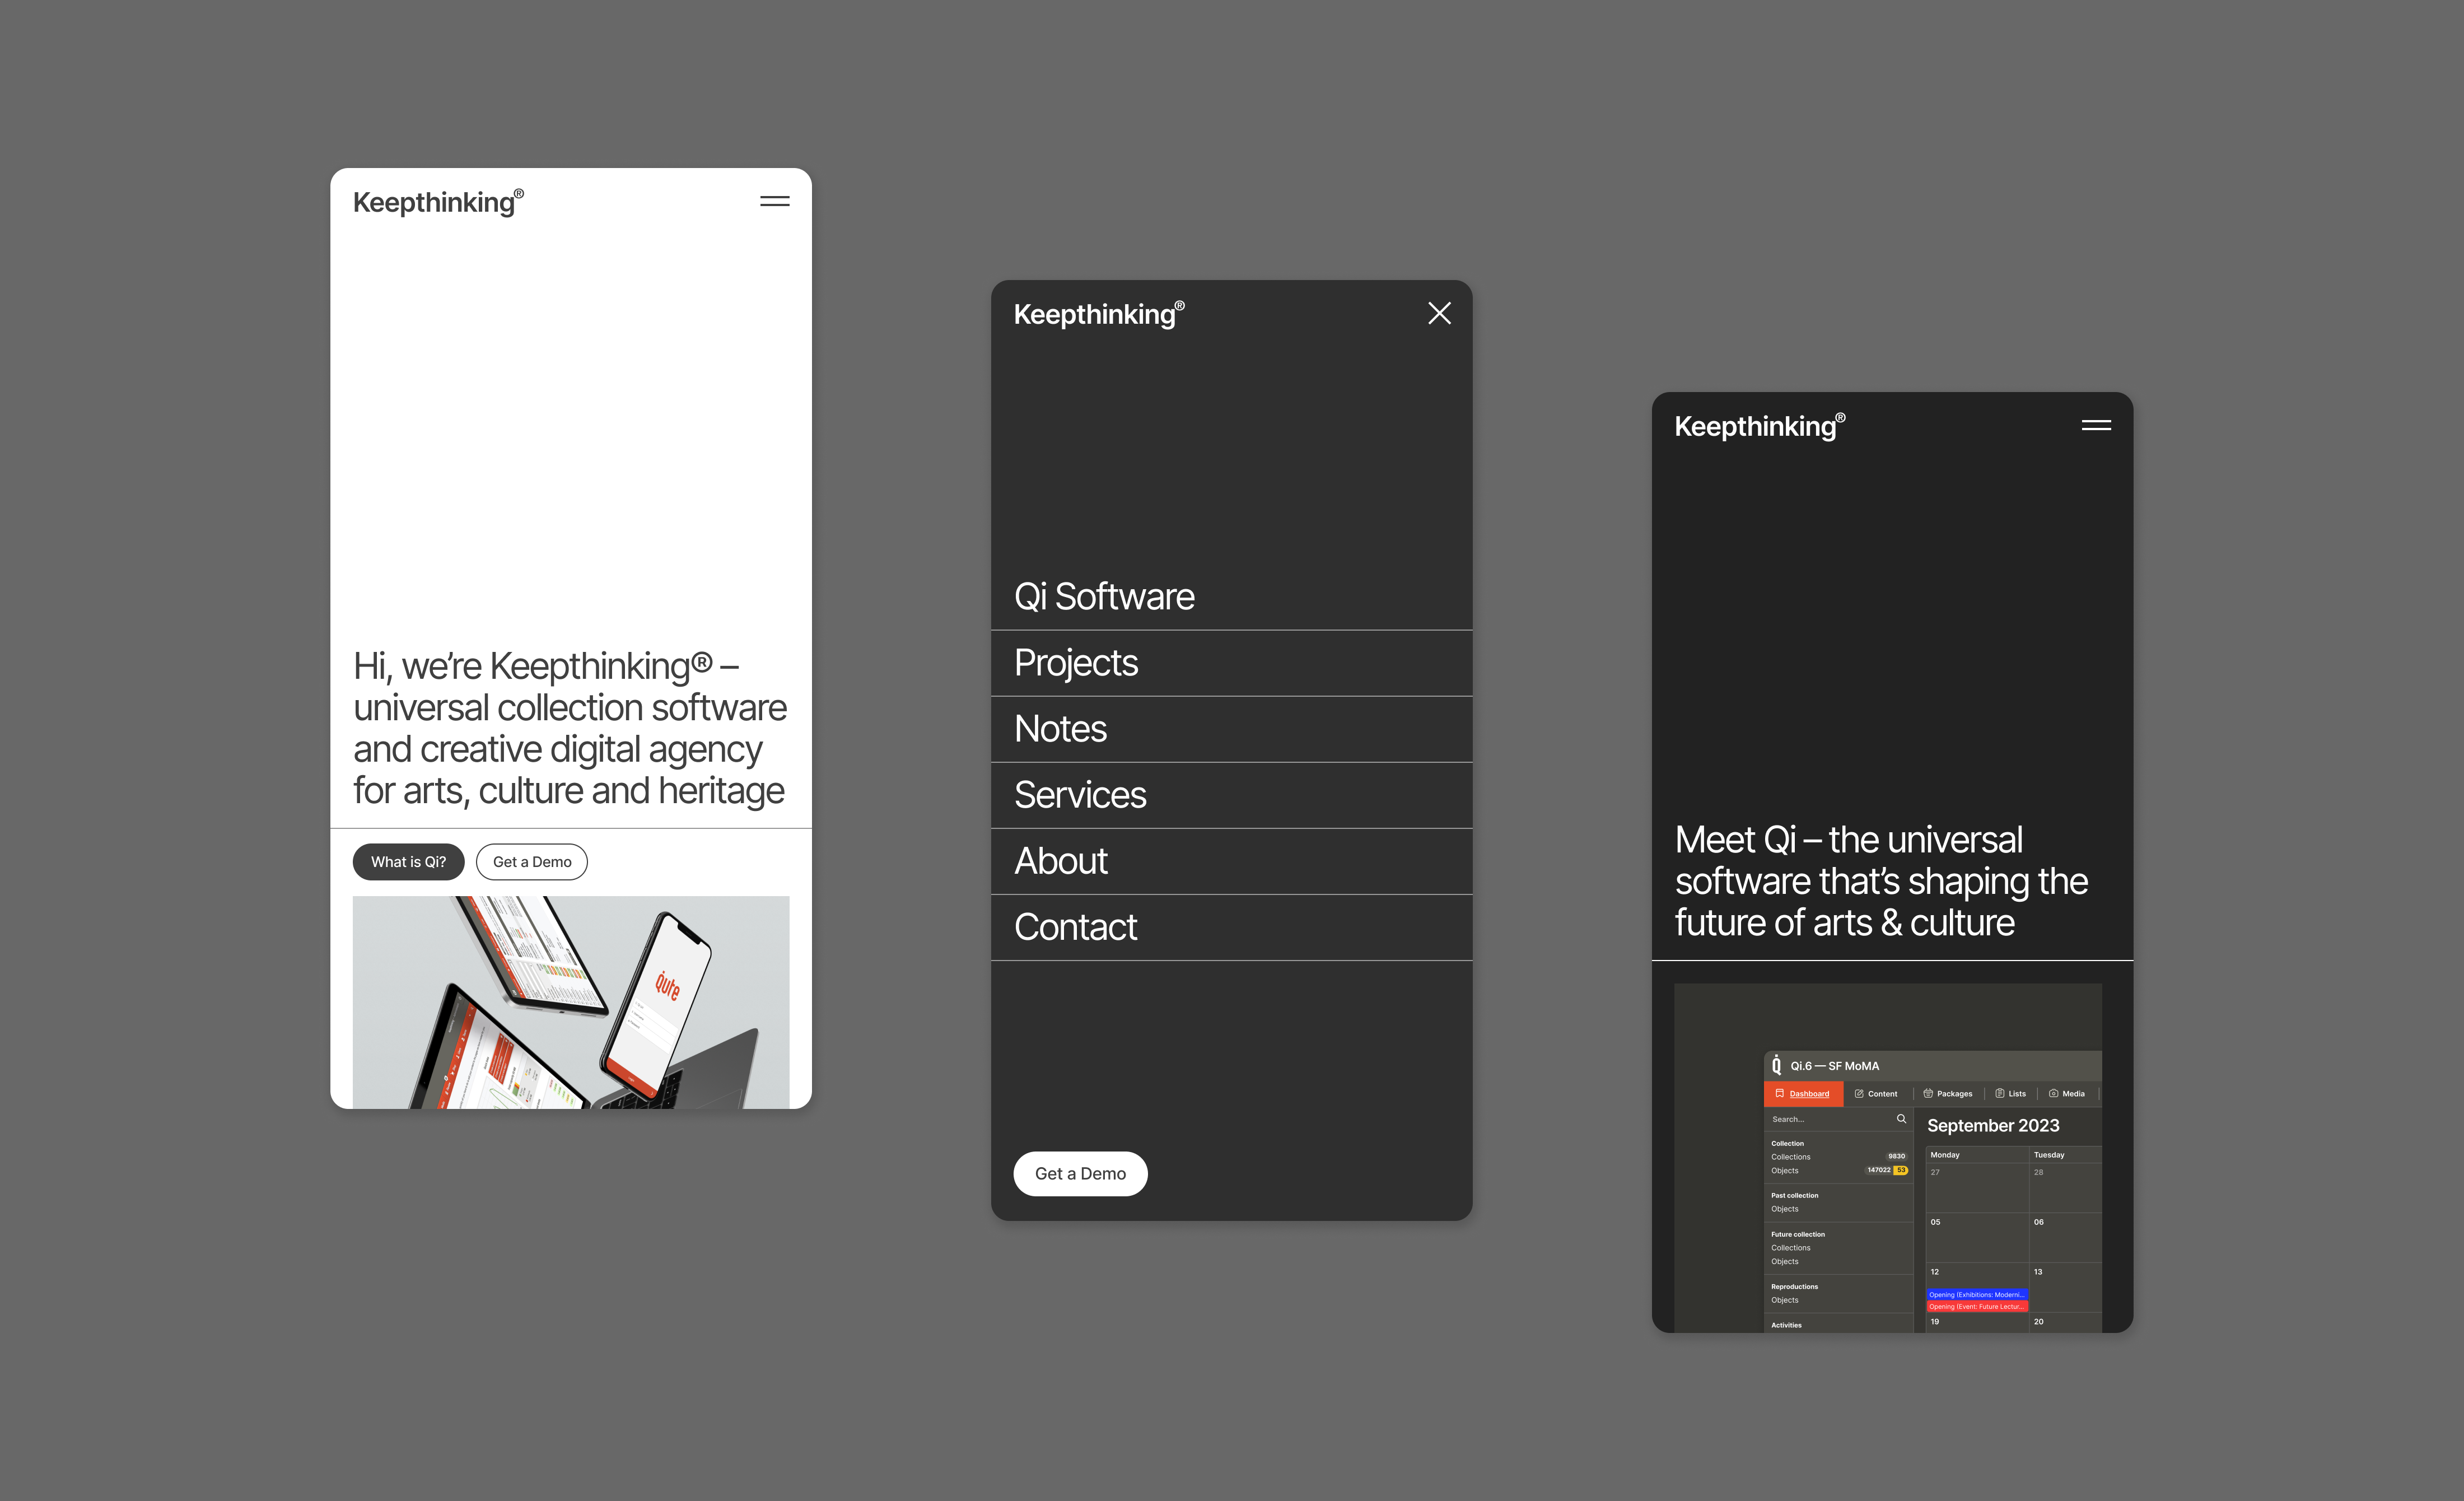 Keepthinking®
Hi, we’re Keepthinking® –
universal collection software
and creative digital agency
for arts, culture and heritage
What is Qi?
Get a Demo
Qute
Keepthinking®
Qi Software
Projects
Notes
Services
About
Contact
Get a Demo
Keepthinking®
Meet Qi – the universal
software that’s shaping the
future of arts & culture
Qi.6 — SF MoMA
Dashboard
Content
Packages
Lists
Media
Search...
Collection
Collections 9830
Objects 147022 53
Past collection
Objects
Future collection
Collections
Objects
Reproductions
Objects
Activities
September 2023
Monday Tuesday
27 28
05 06
12 13
Opening (Exhibitions: Moderni...
Opening (Event: Future Lectur...
19 20